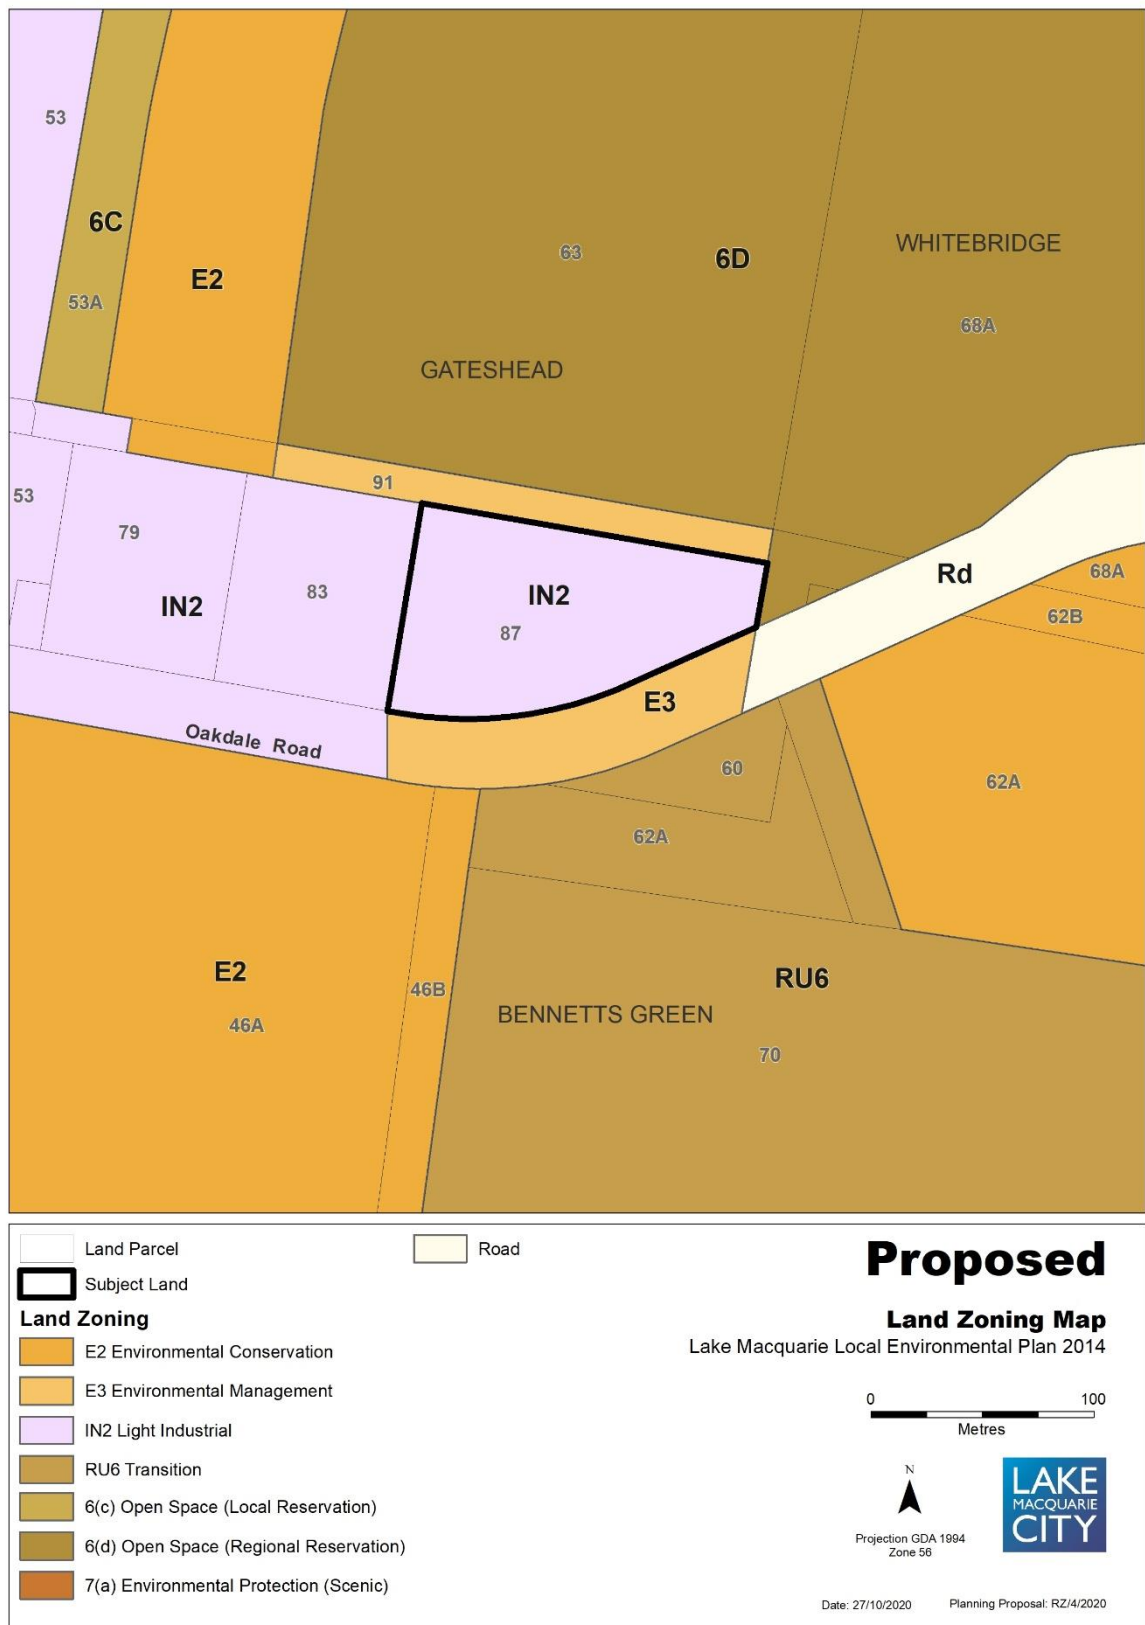 53
6C
E2
53A
63
6D
WHITEBRIDGE
68A
GATESHEAD
91
53
79
IN2
83
IN2
87
Rd
68A
62B
E3
Oakdale Road
60
62A
62A
E2
46A
46B
BENNETTS GREEN
RU6
70
Land Parcel
Subject Land
Road
Land Zoning
E2 Environmental Conservation
E3 Environmental Management
IN2 Light Industrial
RU6 Transition
6(c) Open Space (Local Reservation)
6(d) Open Space (Regional Reservation)
7(a) Environmental Protection (Scenic)
Proposed
Land Zoning Map
Lake Macquarie Local Environmental Plan 2014
0 100
Metres
N
Projection GDA 1994
Zone 56
LAKE
MACQUARIE
CITY
Date: 27/10/2020 Planning Proposal: RZ/4/2020